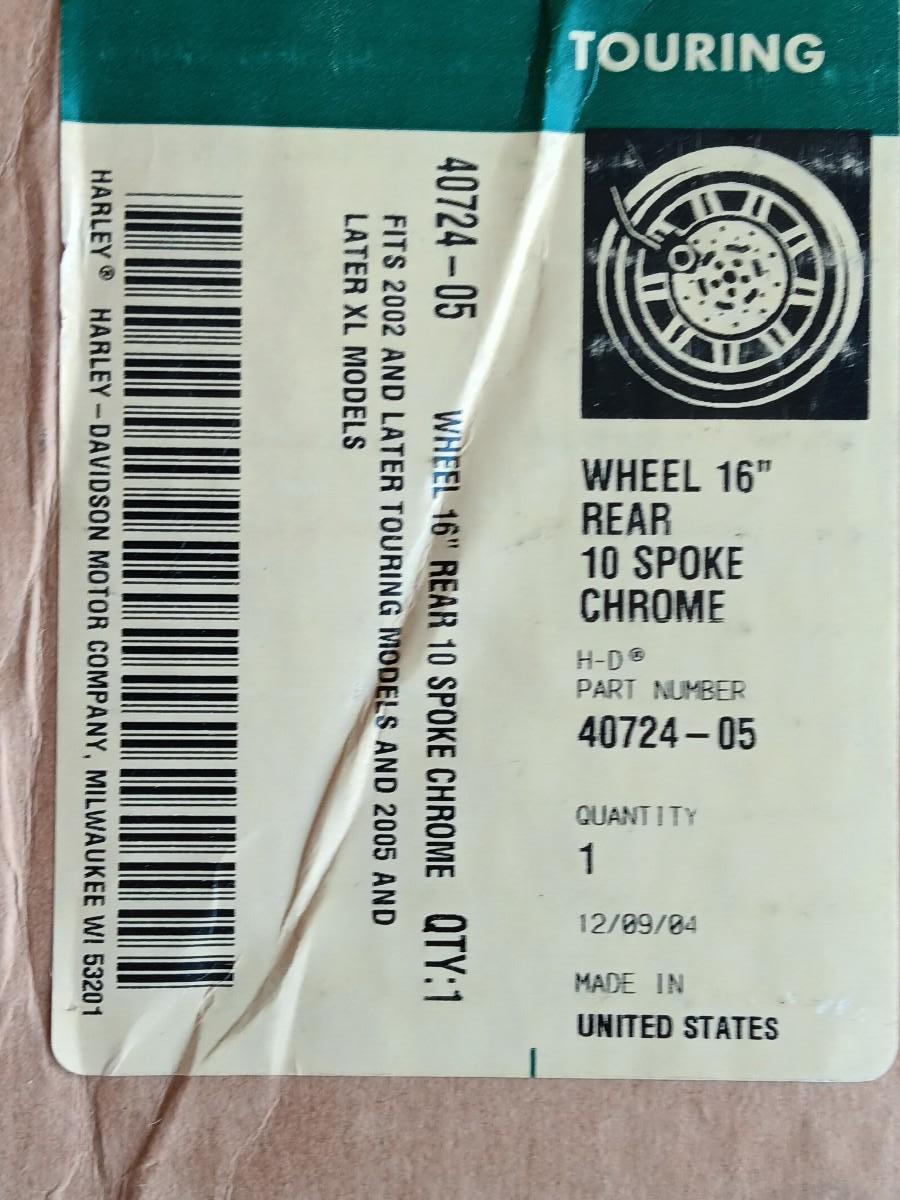 TOURING
WHEEL 16"
REAR
10 SPOKE
CHROME
H-D®
PART NUMBER
40724-05
QUANTITY
1
12/09/04
MADE IN
UNITED STATES
40724-05 WHEEL 16" REAR 10 SPOKE CHROME QTY:1
FITS 2002 AND LATER TOURING MODELS AND 2005 AND
LATER XL MODELS
HARLEY® HARLEY-DAVIDSON MOTOR COMPANY, MILWAUKEE WI 53201